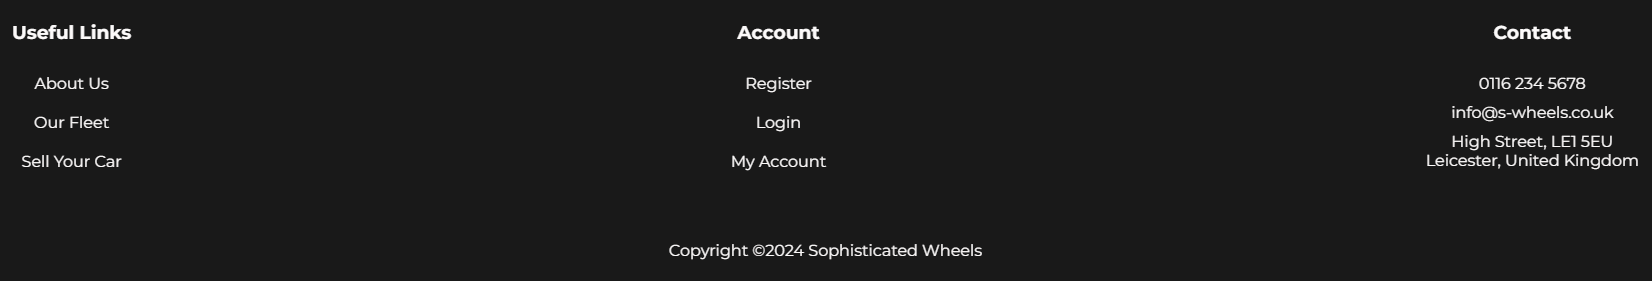 Useful Links
About Us
Our Fleet
Sell Your Car
Account
Register
Login
My Account
Contact
0116 234 5678
info@s-wheels.co.uk
High Street, LE1 5EU
Leicester, United Kingdom
Copyright ©2024 Sophisticated Wheels